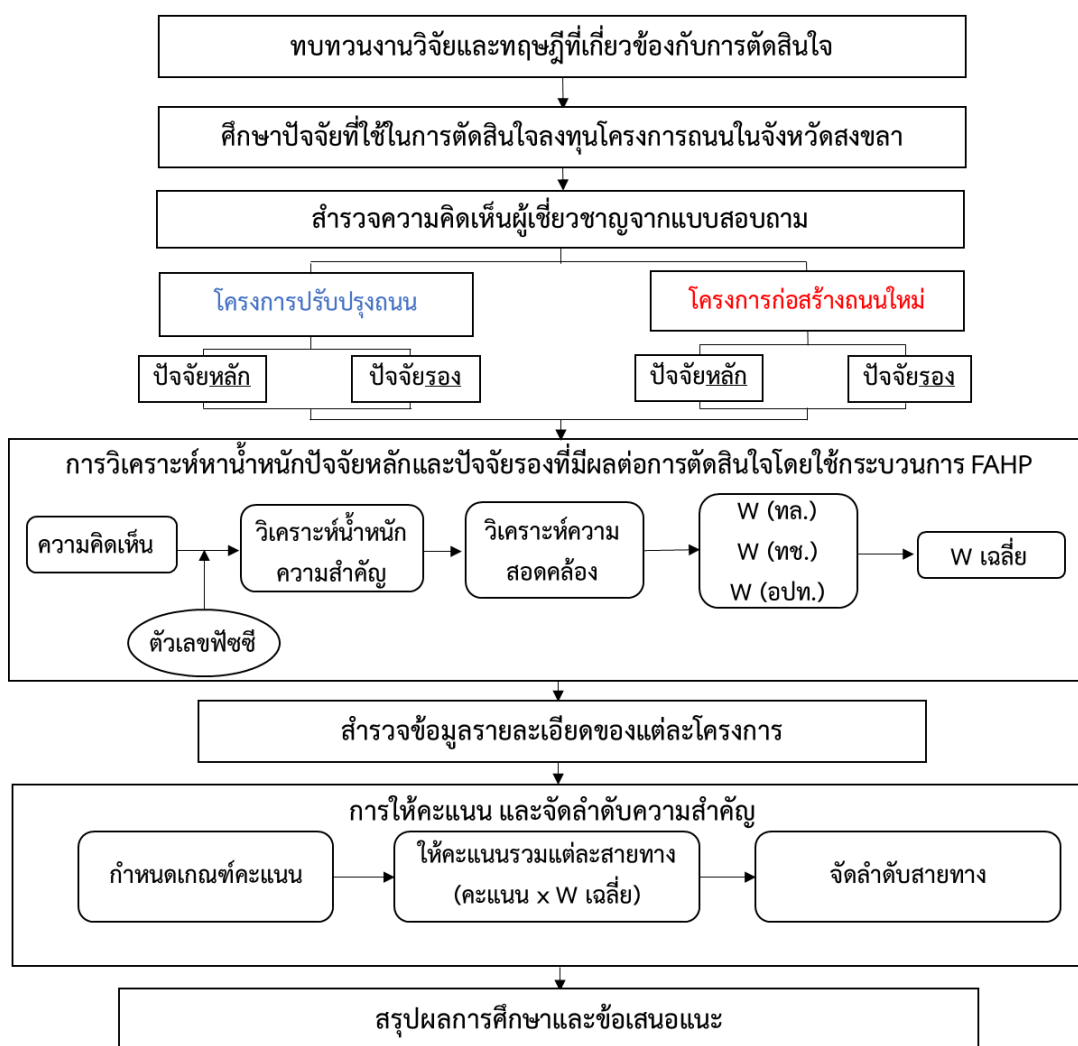 ทบทวนงานวิจัยและทฤษฎีที่เกี่ยวข้องกับการตัดสินใจ
ศึกษาปัจจัยที่ใช้ในการตัดสินใจลงทุนโครงการถนนในจังหวัดสงขลา
สำรวจความคิดเห็นผู้เชี่ยวชาญจากแบบสอบถาม
โครงการปรับปรุงถนน
โครงการก่อสร้างถนนใหม่
ปัจจัยหลัก
ปัจจัยรอง
ปัจจัยหลัก
ปัจจัยรอง
การวิเคราะห์หาน้ำหนักปัจจัยหลักและปัจจัยรองที่มีผลต่อการตัดสินใจโดยใช้กระบวนการ FAHP
ความคิดเห็น
ตัวเลขฟัซซี
วิเคราะห์น้ำหนัก
ความสำคัญ
วิเคราะห์ความ
สอดคล้อง
W (ทล.)
W (ทช.)
W (อปท.)
W เฉลี่ย
สำรวจข้อมูลรายละเอียดของแต่ละโครงการ
การให้คะแนน และจัดลำดับความสำคัญ
กำหนดเกณฑ์คะแนน
ให้คะแนนรวมแต่ละสายทาง
(คะแนน x W เฉลี่ย)
จัดลำดับสายทาง
สรุปผลการศึกษาและข้อเสนอแนะ